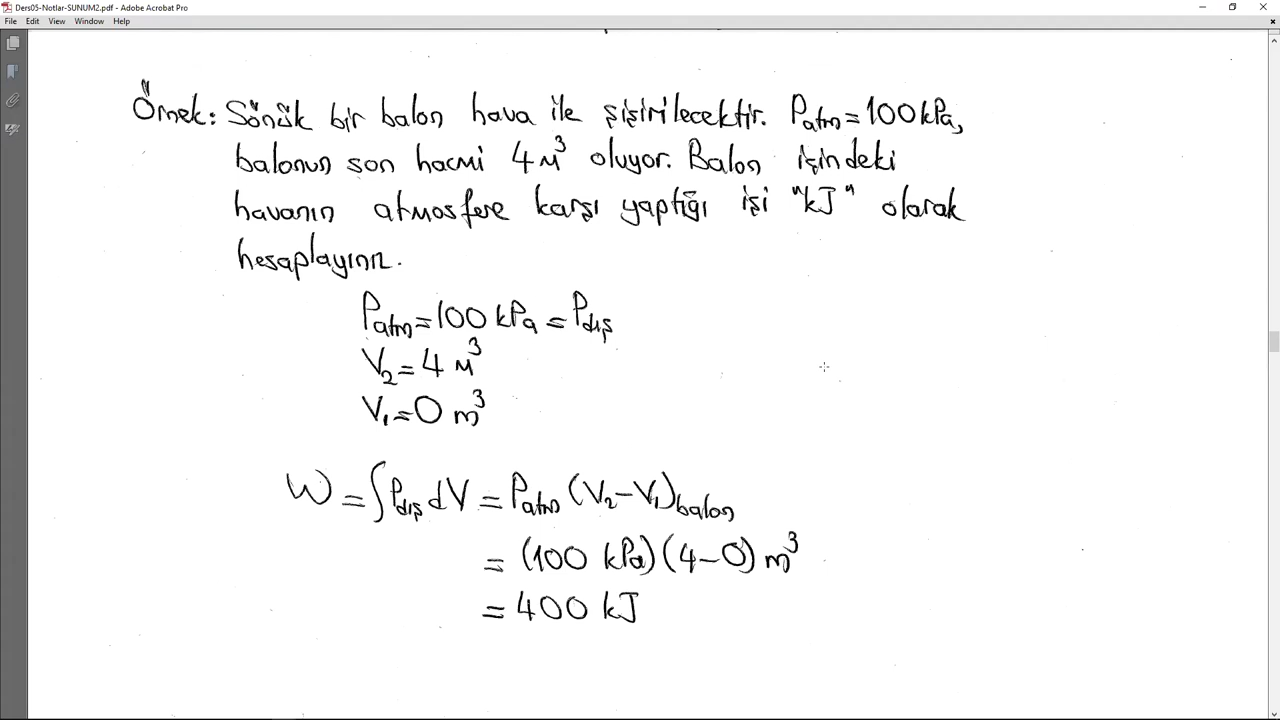 Ders05-Notlar-SUNUM2.pdf - Adobe Acrobat Pro
File Edit View Window Help
Örnek: Sönük bir balon hava ile şişirilecektir. Patm=100kPa,
balonun son hacmi 4 m³ oluyor. Balon içindeki
havanın atmosfere karşı yaptığı işi "kJ" olarak
hesaplayınız.
Patm=100 kPa=Pdış
V₂=4 m³
V₁=0 m³
W=∫Pdış dV=Patm (V₂-V₁)balon
=(100 kPa)(4-0) m³
=400 kJ